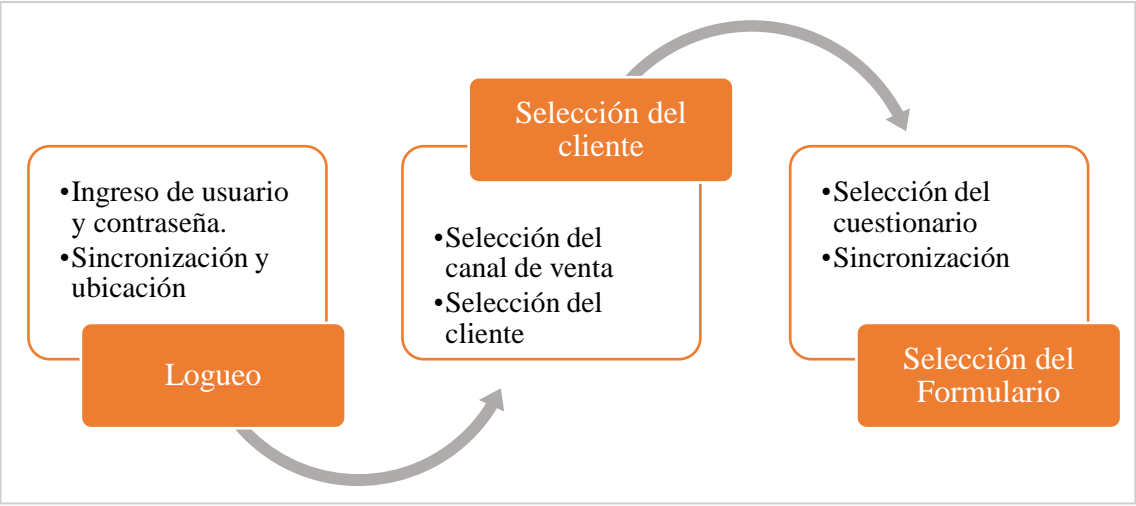 •Ingreso de usuario
y contraseña.
•Sincronización y
ubicación
Logueo
Selección del
cliente
•Selección del
canal de venta
•Selección del
cliente
•Selección del
cuestionario
•Sincronización
Selección del
Formulario